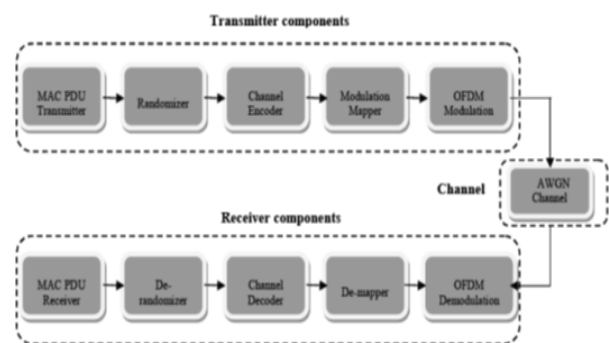 Transmitter components
MAC PDU
Transmitter
Randomizer
Channel
Encoder
Modulation
Mapper
OFDM
Modulation
Channel
AWGN
Channel
Receiver components
MAC PDU
Receiver
De-
randomizer
Channel
Decoder
De-mapper
OFDM
Demodulation